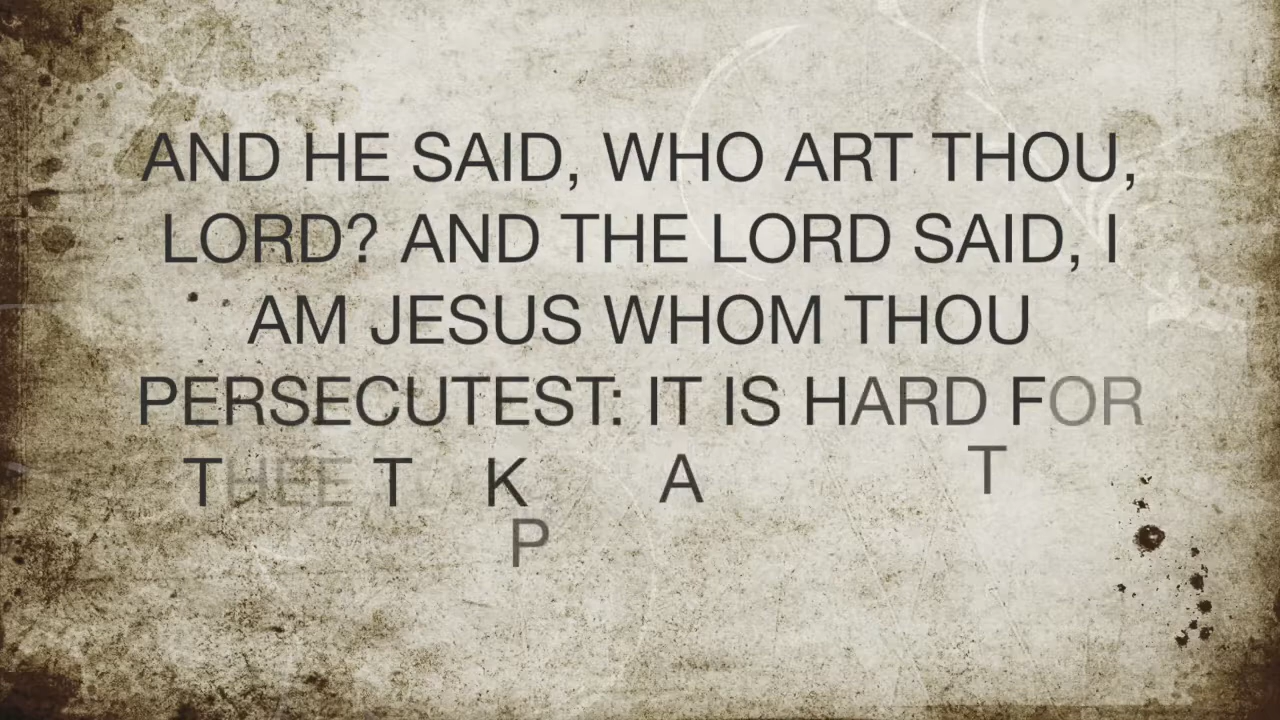 AND HE SAID, WHO ART THOU,
LORD? AND THE LORD SAID, I
AM JESUS WHOM THOU
PERSECUTEST: IT IS HARD FOR
THEE T K A T
P